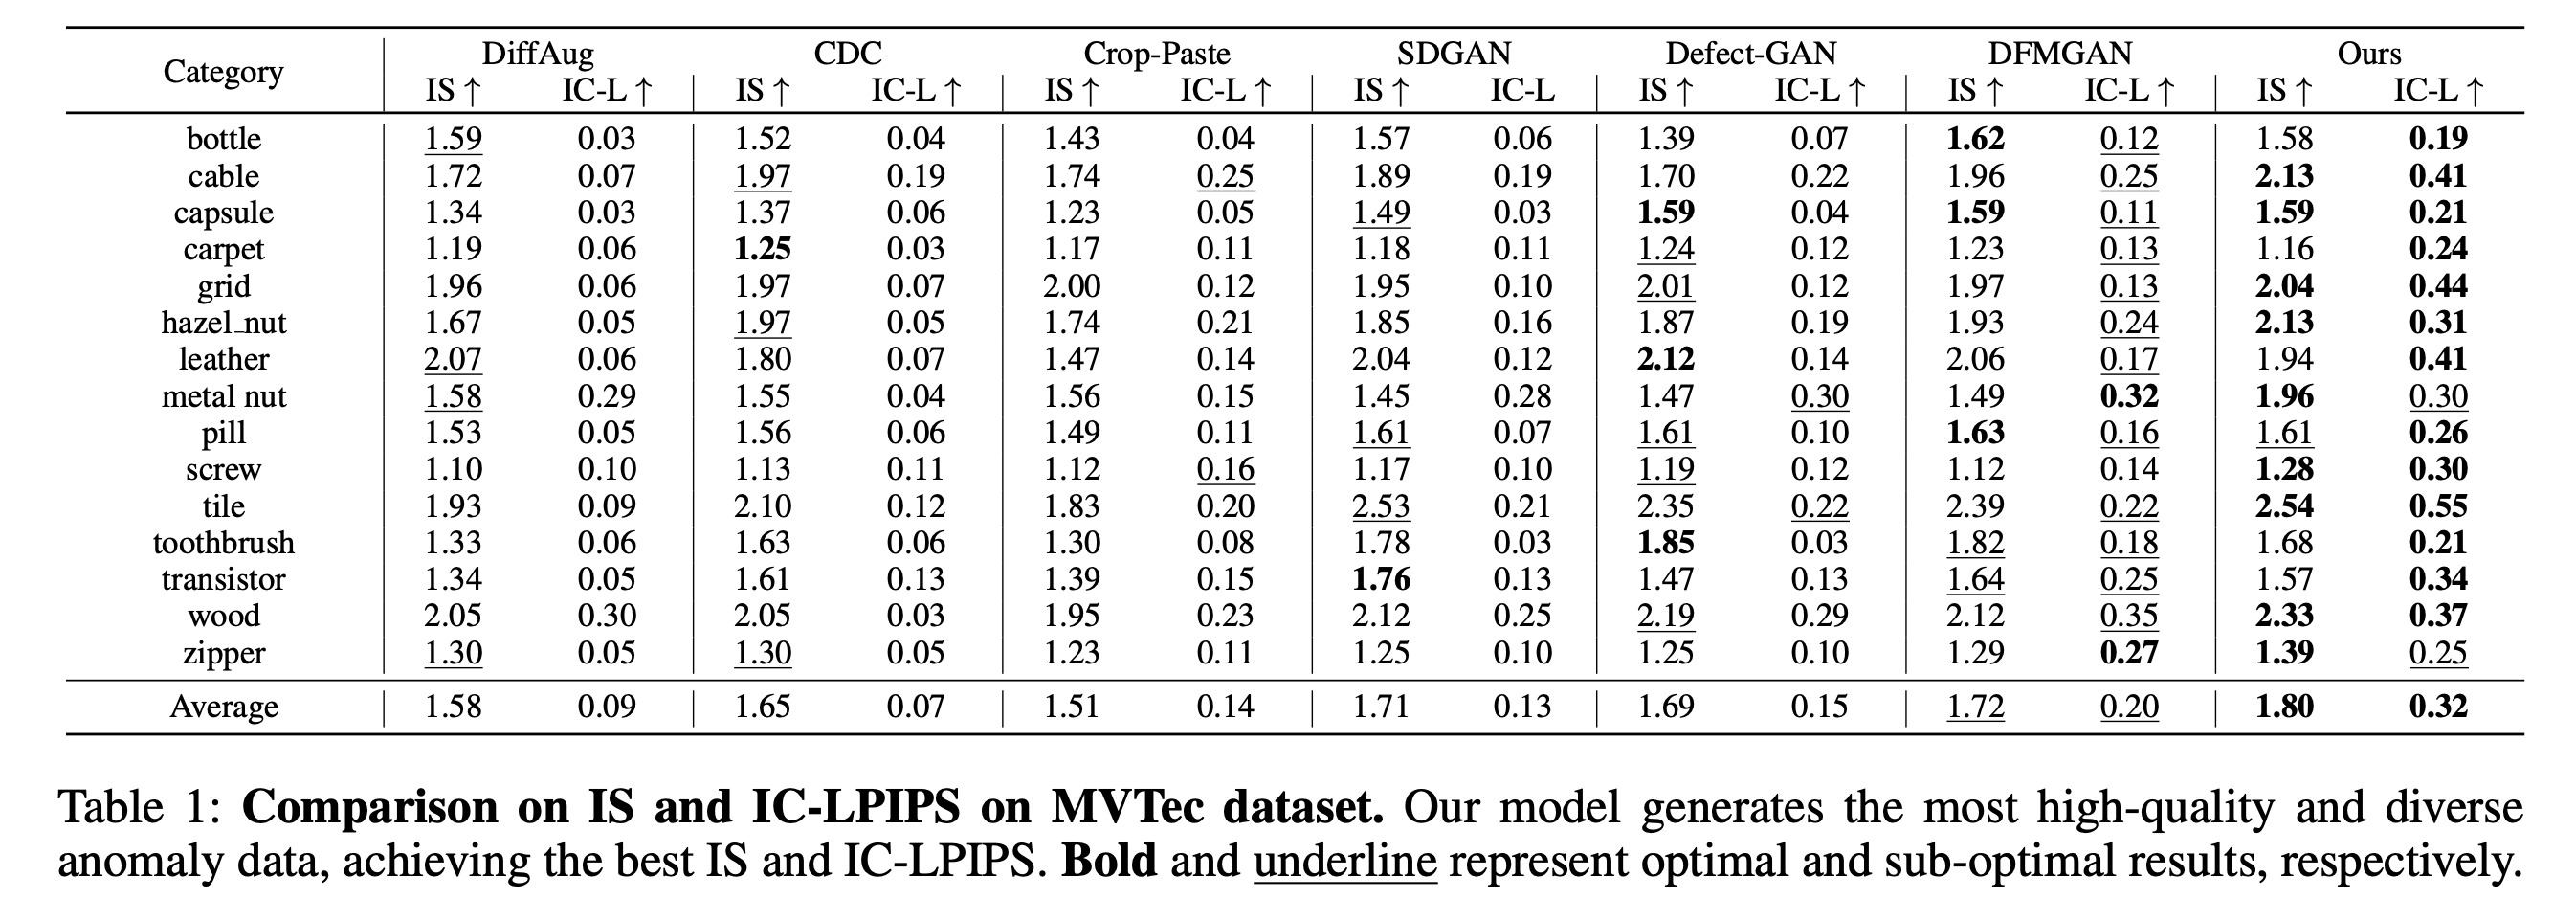 Category DiffAug CDC Crop-Paste SDGAN Defect-GAN DFMGAN Ours
IS ↑ IC-L ↑ IS ↑ IC-L ↑ IS ↑ IC-L ↑ IS ↑ IC-L IS ↑ IC-L ↑ IS ↑ IC-L ↑ IS ↑ IC-L ↑
bottle 1.59 0.03 1.52 0.04 1.43 0.04 1.57 0.06 1.39 0.07 1.62 0.12 1.58 0.19
cable 1.72 0.07 1.97 0.19 1.74 0.25 1.89 0.19 1.70 0.22 1.96 0.25 2.13 0.41
capsule 1.34 0.03 1.37 0.06 1.23 0.05 1.49 0.03 1.59 0.04 1.59 0.11 1.59 0.21
carpet 1.19 0.06 1.25 0.03 1.17 0.11 1.18 0.11 1.24 0.12 1.23 0.13 1.16 0.24
grid 1.96 0.06 1.97 0.07 2.00 0.12 1.95 0.10 2.01 0.12 1.97 0.13 2.04 0.44
hazel_nut 1.67 0.05 1.97 0.05 1.74 0.21 1.85 0.16 1.87 0.19 1.93 0.24 2.13 0.31
leather 2.07 0.06 1.80 0.07 1.47 0.14 2.04 0.12 2.12 0.14 2.06 0.17 1.94 0.41
metal nut 1.58 0.29 1.55 0.04 1.56 0.15 1.45 0.28 1.47 0.30 1.49 0.32 1.96 0.30
pill 1.53 0.05 1.56 0.06 1.49 0.11 1.61 0.07 1.61 0.10 1.63 0.16 1.61 0.26
screw 1.10 0.10 1.13 0.11 1.12 0.16 1.17 0.10 1.19 0.12 1.12 0.14 1.28 0.30
tile 1.93 0.09 2.10 0.12 1.83 0.20 2.53 0.21 2.35 0.22 2.39 0.22 2.54 0.55
toothbrush 1.33 0.06 1.63 0.06 1.30 0.08 1.78 0.03 1.85 0.03 1.82 0.18 1.68 0.21
transistor 1.34 0.05 1.61 0.13 1.39 0.15 1.76 0.13 1.47 0.13 1.64 0.25 1.57 0.34
wood 2.05 0.30 2.05 0.03 1.95 0.23 2.12 0.25 2.19 0.29 2.12 0.35 2.33 0.37
zipper 1.30 0.05 1.30 0.05 1.23 0.11 1.25 0.10 1.25 0.10 1.29 0.27 1.39 0.25
Average 1.58 0.09 1.65 0.07 1.51 0.14 1.71 0.13 1.69 0.15 1.72 0.20 1.80 0.32
Table 1: Comparison on IS and IC-LPIPS on MVTec dataset. Our model generates the most high-quality and diverse
anomaly data, achieving the best IS and IC-LPIPS. Bold and underline represent optimal and sub-optimal results, respectively.